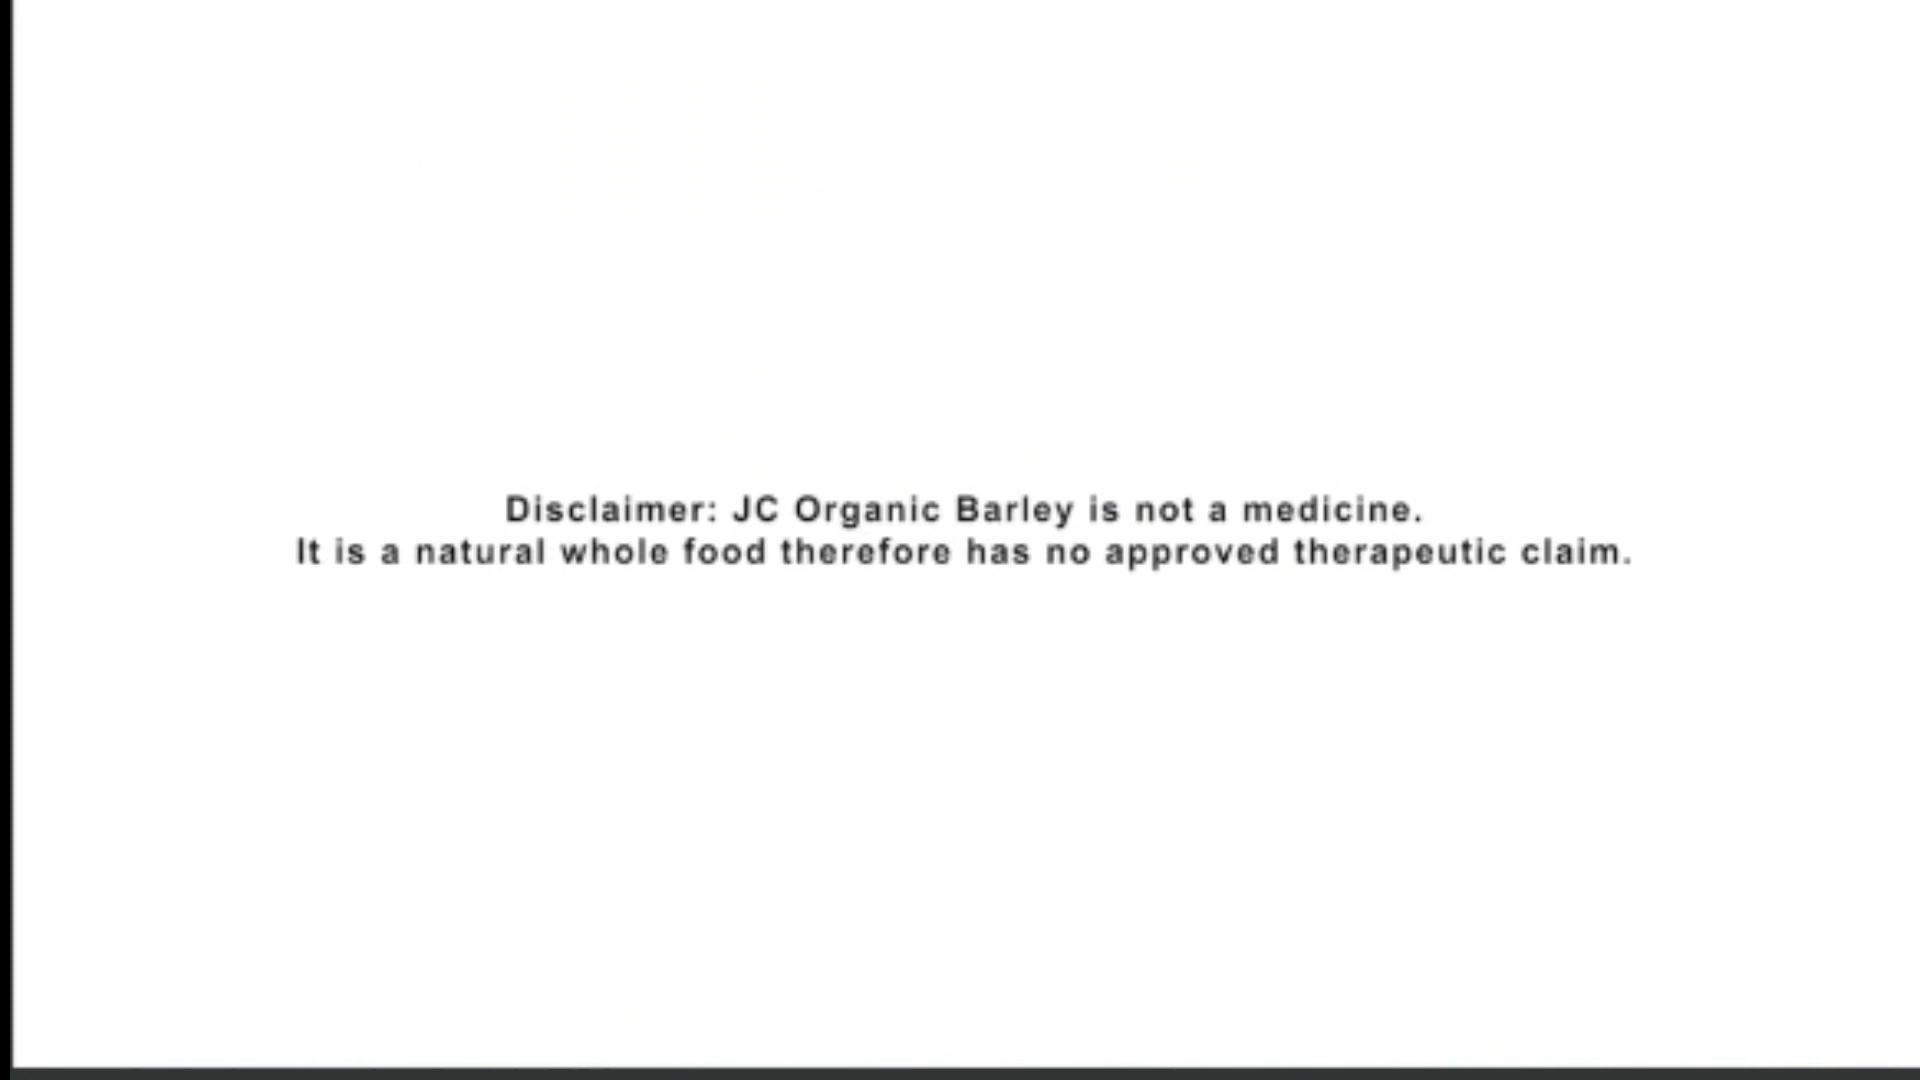 Disclaimer: JC Organic Barley is not a medicine.
It is a natural whole food therefore has no approved therapeutic claim.